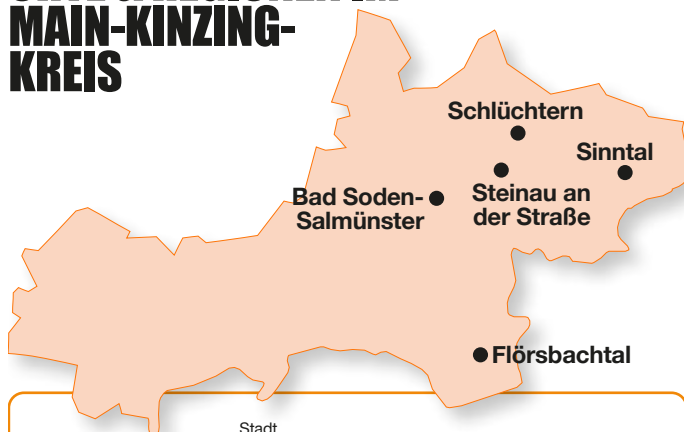 MAIN-KINZING-
KREIS
Schlüchtern
Sinntal
Bad Soden-
Salmünster
Steinau an
der Straße
Flörsbachtal
Stadt